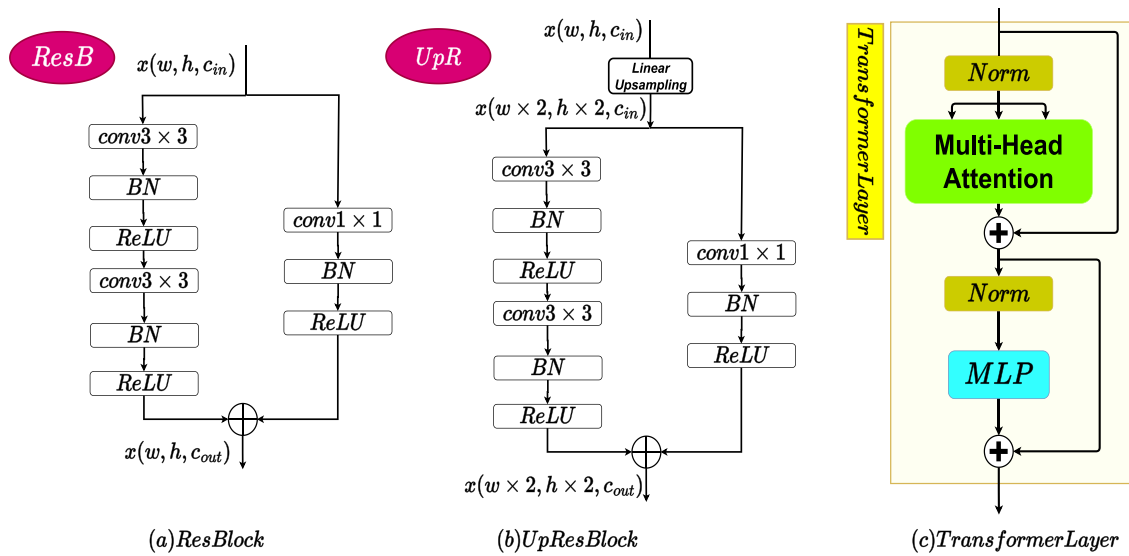 ResB
x(w, h, c_in)
conv3 × 3
BN
ReLU
conv3 × 3
BN
ReLU
conv1 × 1
BN
ReLU
x(w, h, c_out)
(a)ResBlock
UpR
x(w, h, c_in)
Linear
Upsampling
x(w × 2, h × 2, c_in)
conv3 × 3
BN
ReLU
conv3 × 3
BN
ReLU
conv1 × 1
BN
ReLU
x(w × 2, h × 2, c_out)
(b)UpResBlock
TransformerLayer
Norm
Multi-Head
Attention
+
Norm
MLP
+
(c)TransformerLayer